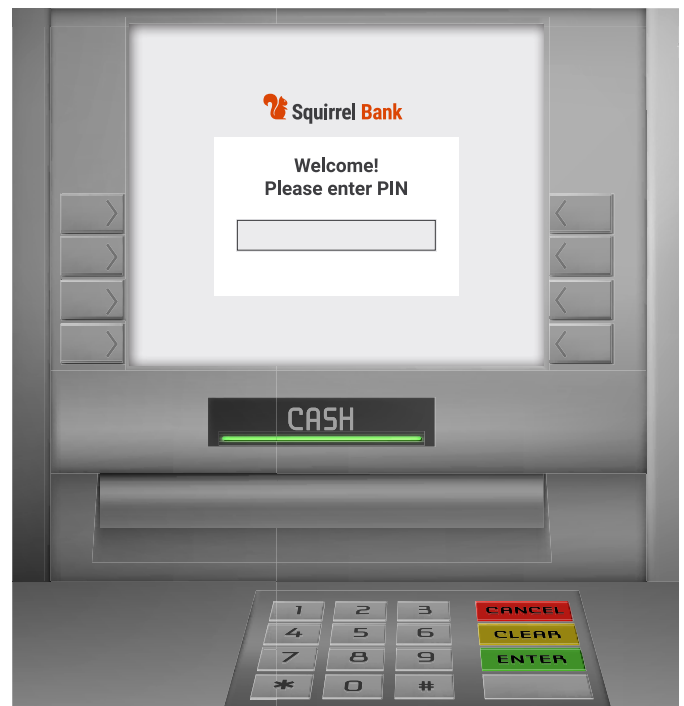 Squirrel Bank
Welcome!
Please enter PIN
CASH
1 2 3 CANCEL
4 5 6 CLEAR
7 8 9 ENTER
* 0 #